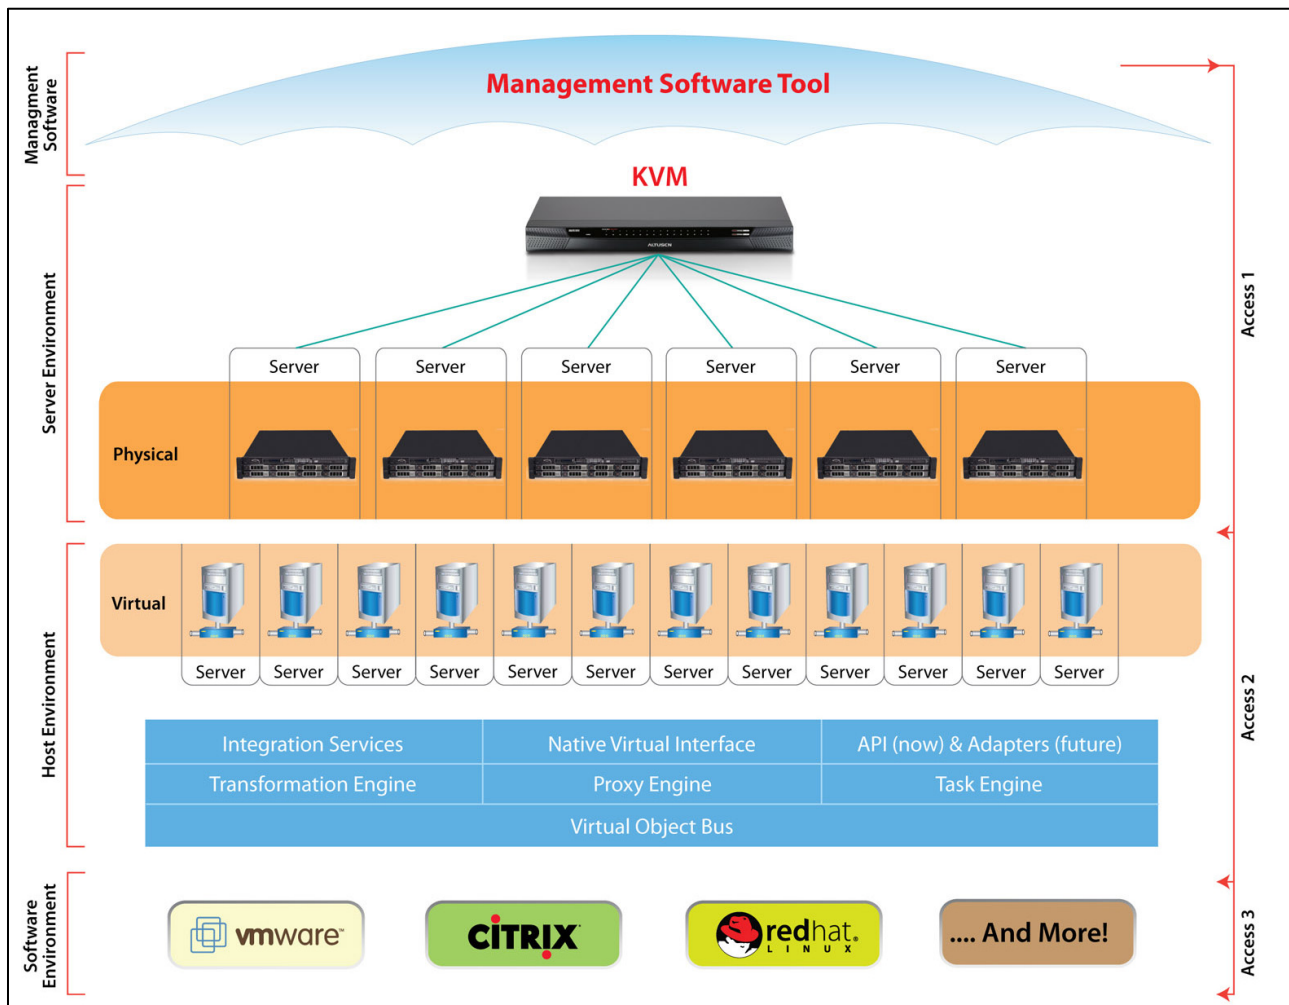 Managment
Software
Management Software Tool
KVM
ALTUSEN
Server Environment
Access 1
Server Server Server Server Server Server
Physical
Host Environment
Virtual
Server Server Server Server Server Server Server Server Server Server Server Server
Access 2
Integration Services Native Virtual Interface API (now) & Adapters (future)
Transformation Engine Proxy Engine Task Engine
Virtual Object Bus
Software
Environment
vmware™
CITRIX
redhat®
LINUX
.... And More!
Access 3